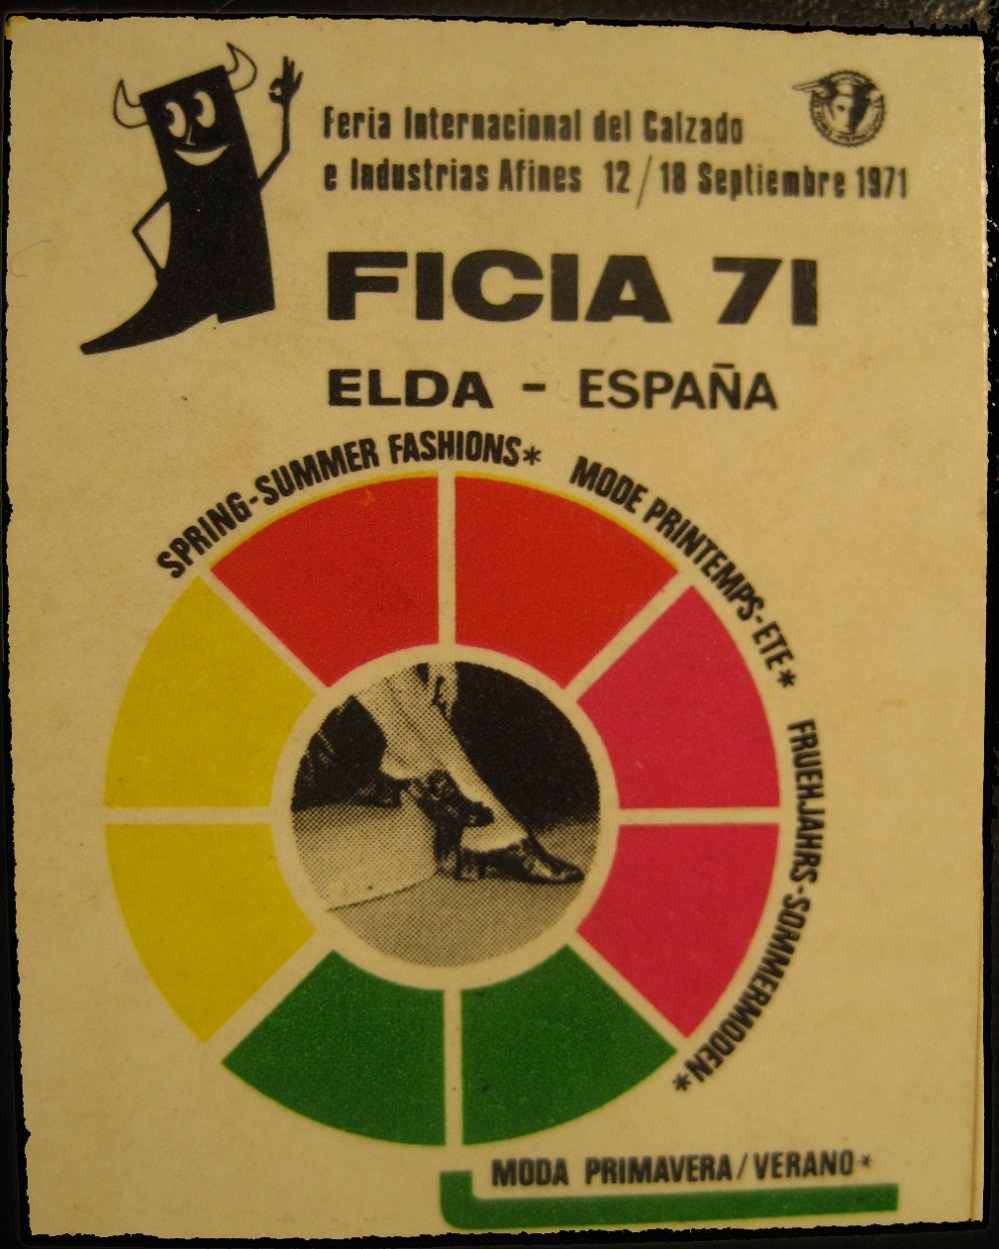 Feria Internacional del Calzado
e Industrias Afines 12/18 Septiembre 1971
FICIA 71
ELDA - ESPAÑA
SPRING-SUMMER FASHIONS*
MODE PRINTEMPS-ETE*
FRUEHJAHRS-SOMMERMODEN*
MODA PRIMAVERA/VERANO*